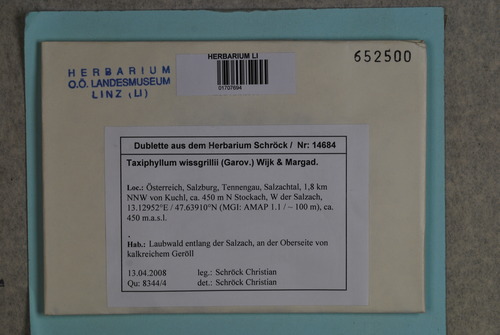 HERBARIUM LI
01707694
652500
HERBARIUM
O.Ö. LANDESMUSEUM
LINZ (LI)
Dublette aus dem Herbarium Schröck / Nr: 14684
Taxiphyllum wissgrillii (Garov.) Wijk & Margad.
Loc.: Österreich, Salzburg, Tennengau, Salzachtal, 1,8 km
NNW von Kuchl, ca. 450 m N Stockach, W der Salzach,
13.12952°E / 47.63910°N (MGI: AMAP 1.1 / ~ 100 m), ca.
450 m.a.s.l.
.
Hab.: Laubwald entlang der Salzach, an der Oberseite von
kalkreichem Geröll
13.04.2008 leg.: Schröck Christian
Qu: 8344/4 det.: Schröck Christian